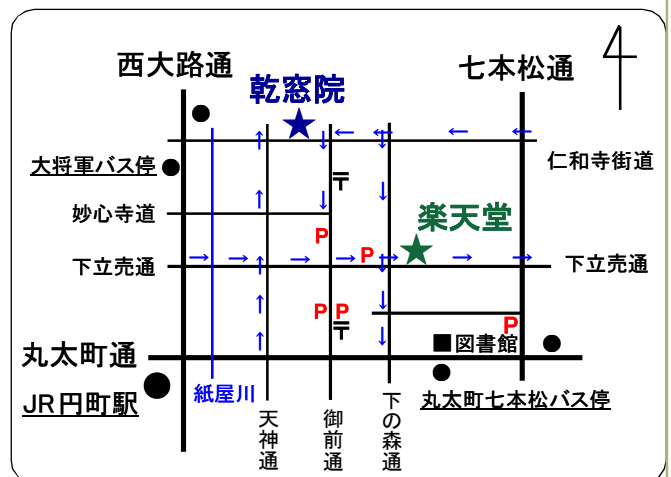 西大路通
七本松通
乾窓院
大将軍バス停
〒
仁和寺街道
妙心寺道
楽天堂
P
P
下立売通
下立売通
P P
〒
P
丸太町通
図書館
JR円町駅
紙屋川
丸太町七本松バス停
天神通
御前通
下の森通